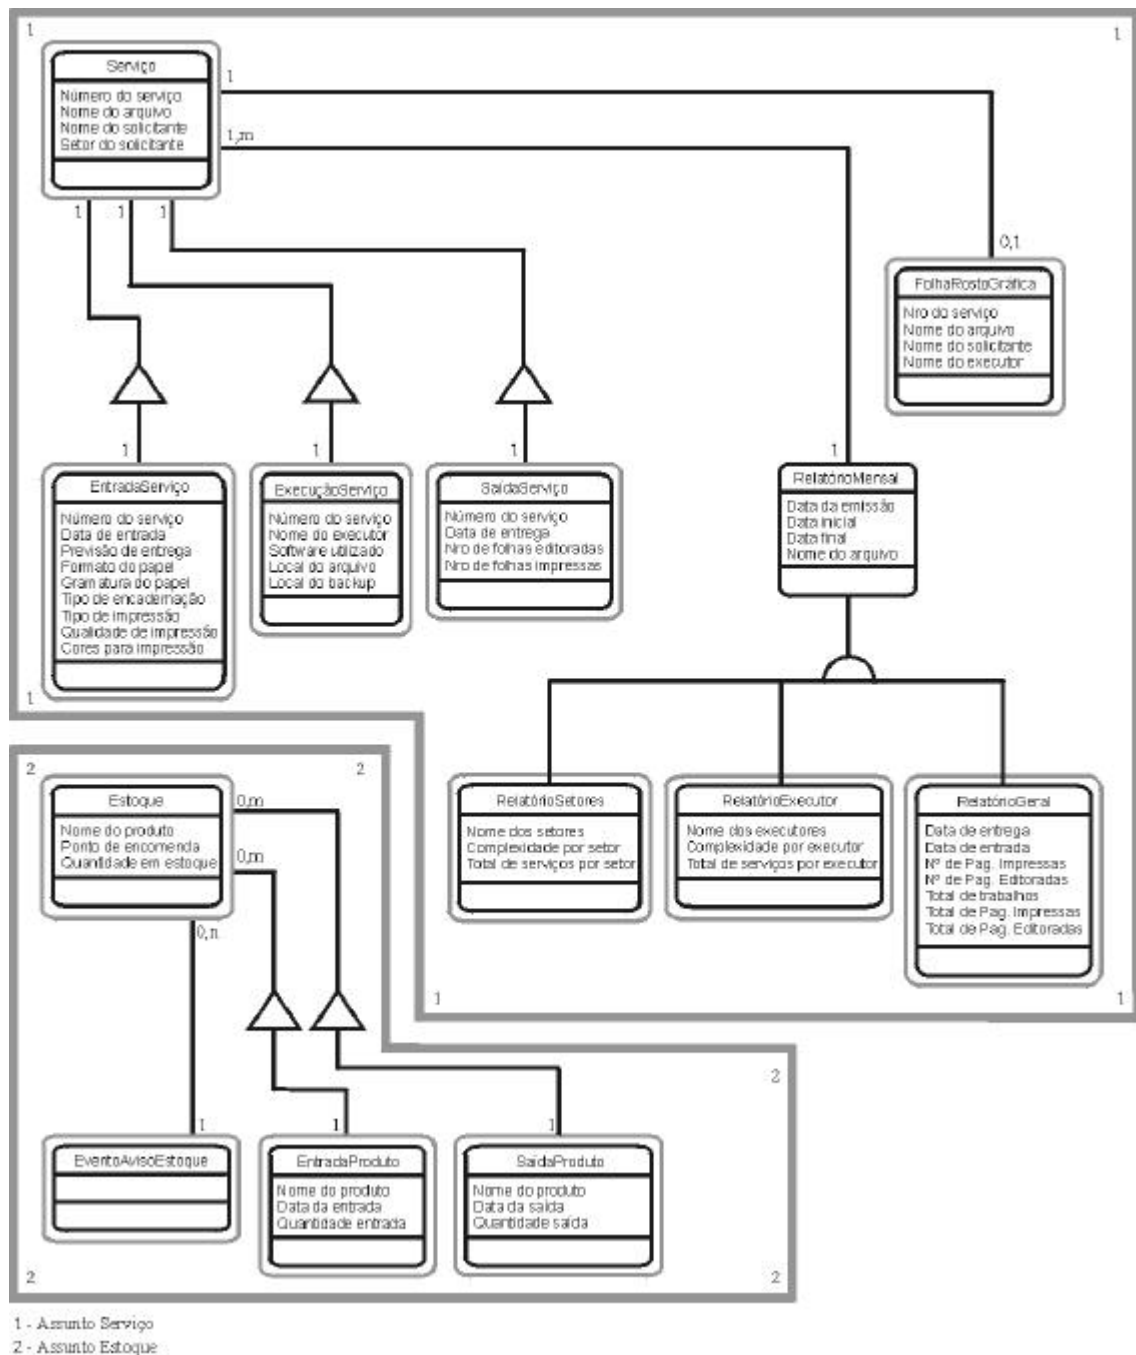 1
1
Serviço
Número do serviço
Nome do arquivo
Nome do solicitante
Setor do solicitante
1
1,m
1
1
1
0,1
FolhaRostoGráfica
Nro do serviço
Nome do arquivo
Nome do solicitante
Nome do executor
1
1
1
1
EntradaServiço
Número do serviço
Data de entrada
Previsão de entrega
Formato do papel
Gramatura do papel
Tipo de encadernação
Tipo de impressão
Qualidade de impressão
Cores para impressão
ExecuçãoServiço
Número do serviço
Nome do executor
Software utilizado
Local do arquivo
Local do backup
SaídaServiço
Número do serviço
Data de entrega
Nro de folhas editoradas
Nro de folhas impressas
RelatórioMensal
Data da emissão
Data inicial
Data final
Nome do arquivo
1
RelatórioSetores
Nome dos setores
Complexidade por setor
Total de serviços por setor
RelatórioExecutor
Nome dos executores
Complexidade por executor
Total de serviços por executor
RelatórioGeral
Data de entrega
Data de entrada
Nº de Pag. Impressas
Nº de Pag. Editoradas
Total de trabalhos
Total de Pag. Impressas
Total de Pag. Editoradas
1
1
2
2
Estoque
Nome do produto
Ponto de encomenda
Quantidade em estoque
0,m
0,m
0,n
2
1
1
1
EventoAvisoEstoque
EntradaProduto
Nome do produto
Data da entrada
Quantidade entrada
SaídaProduto
Nome do produto
Data da saída
Quantidade saída
2
2
1 - Assunto Serviço
2 - Assunto Estoque